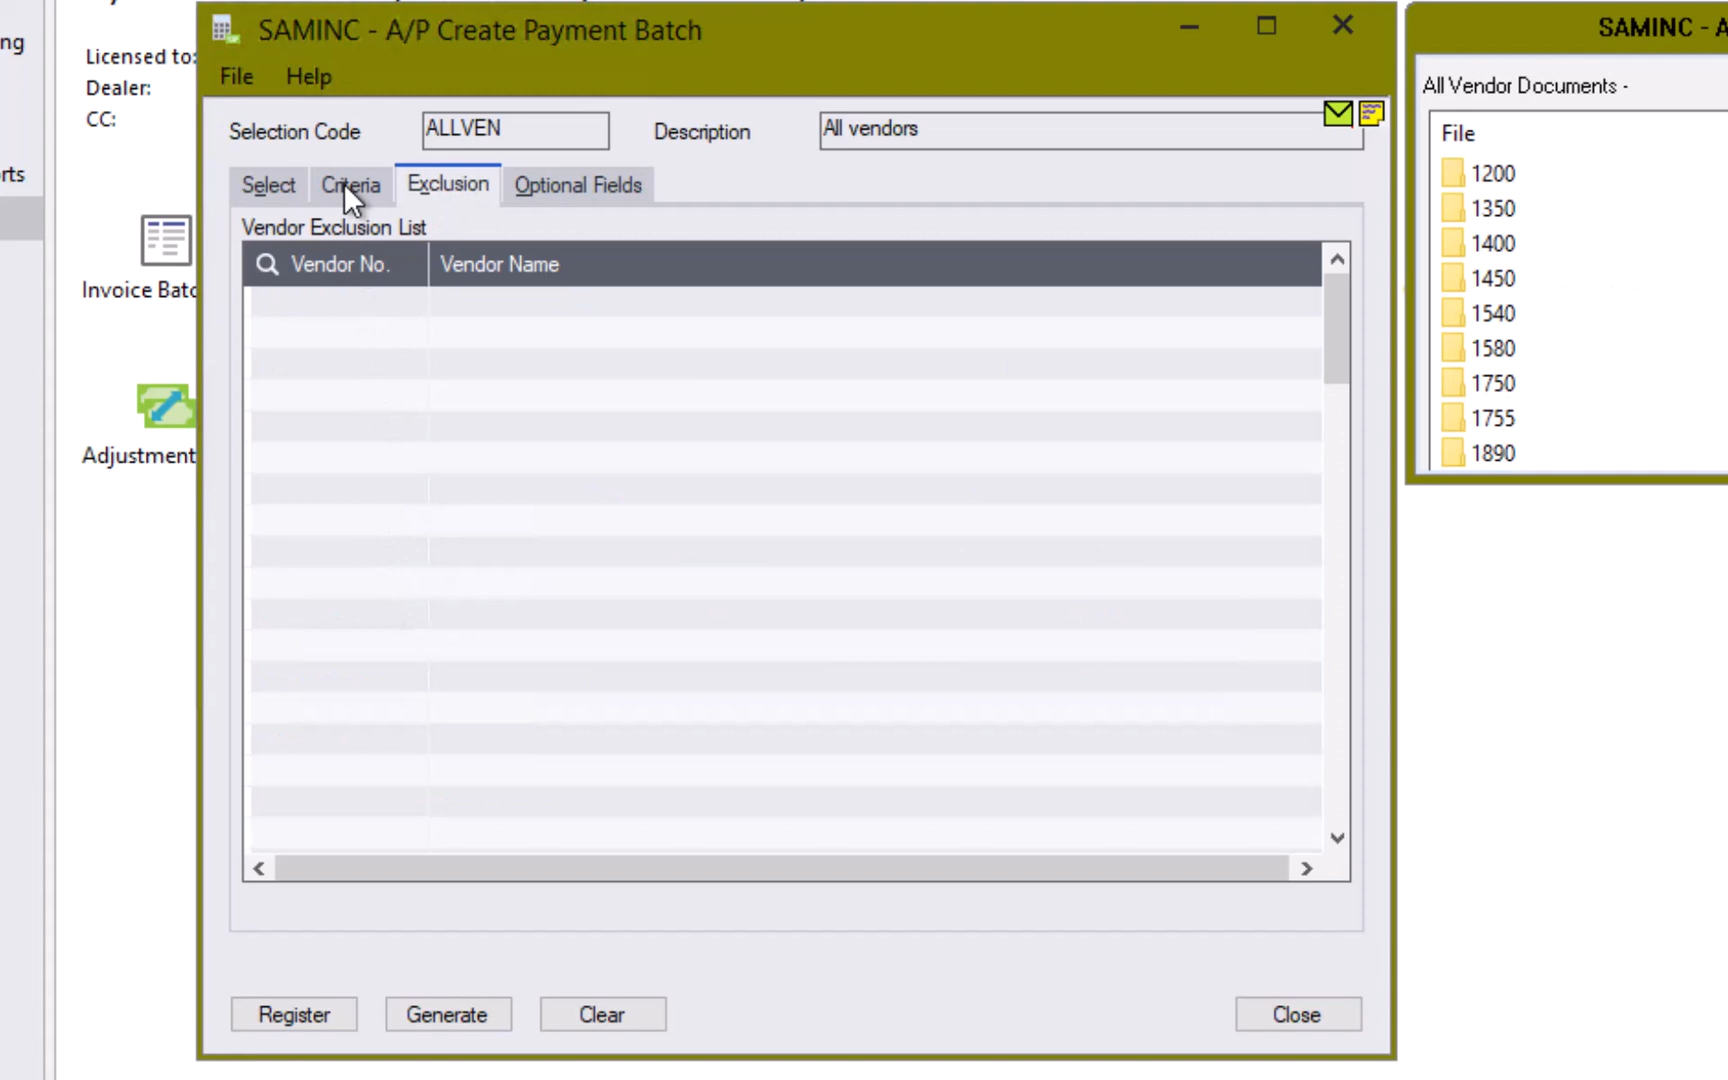 ng
Licensed to:
Dealer:
CC:
rts
Invoice Batc
Adjustment
SAMINC - A/P Create Payment Batch
File Help
Selection Code ALLVEN Description All vendors
Select Criteria Exclusion Optional Fields
Vendor Exclusion List
Vendor No. Vendor Name
Register Generate Clear Close
SAMINC - A
All Vendor Documents -
File
1200
1350
1400
1450
1540
1580
1750
1755
1890